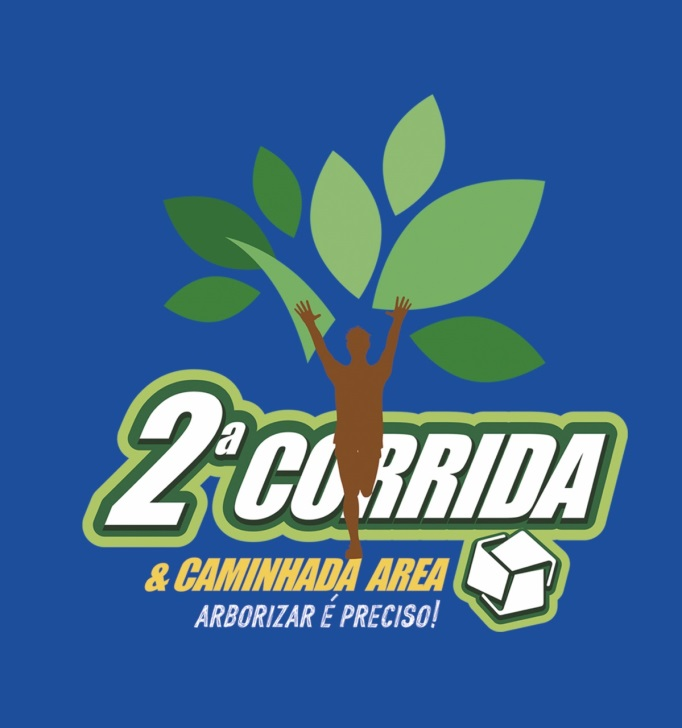 2ª CORRIDA
& CAMINHADA AREA
ARBORIZAR É PRECISO!